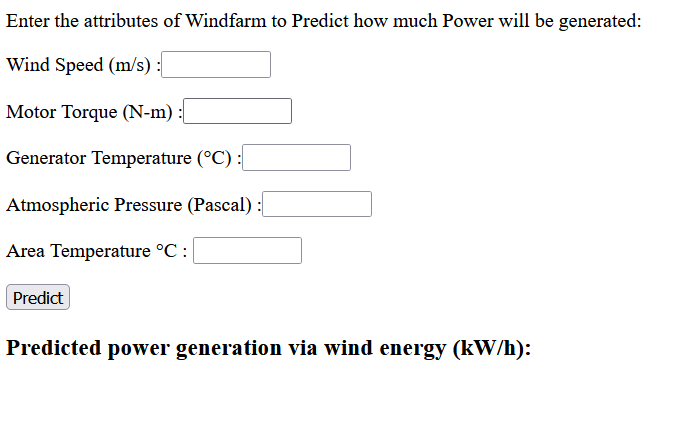 Enter the attributes of Windfarm to Predict how much Power will be generated:
Wind Speed (m/s) :
Motor Torque (N-m) :
Generator Temperature (°C) :
Atmospheric Pressure (Pascal) :
Area Temperature °C :
Predict
Predicted power generation via wind energy (kW/h):